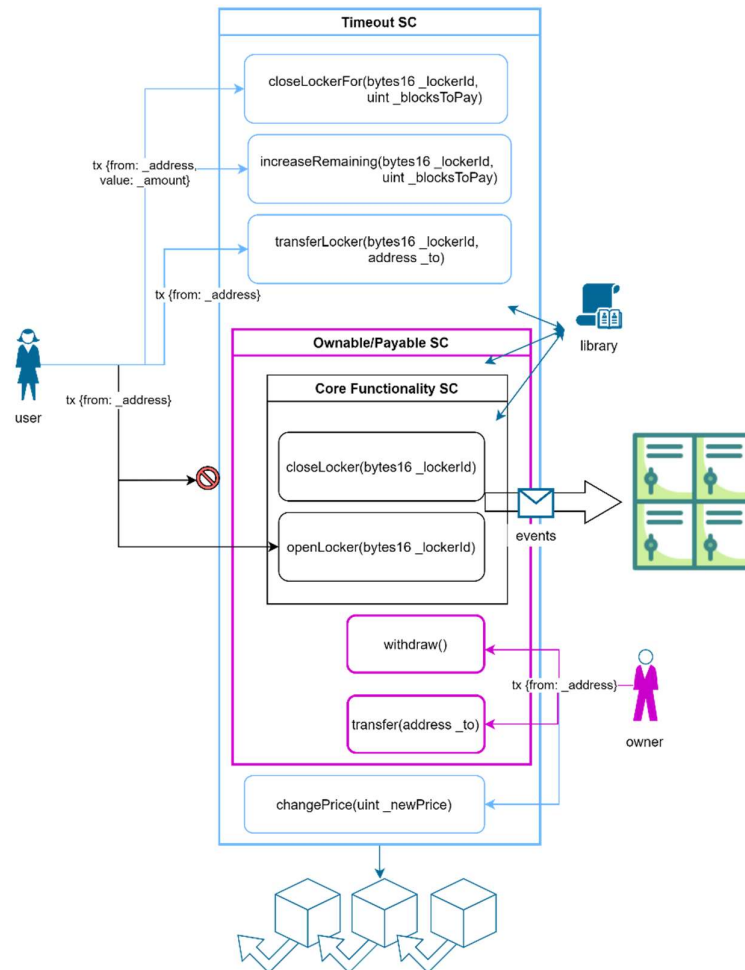 Timeout SC
closeLockerFor(bytes16 _lockerId,
uint _blocksToPay)
tx {from: _address,
value: _amount}
increaseRemaining(bytes16 _lockerId,
uint _blocksToPay)
transferLocker(bytes16 _lockerId,
address _to)
tx {from: _address}
library
Ownable/Payable SC
user
tx {from: _address}
Core Functionality SC
closeLocker(bytes16 _lockerId)
events
openLocker(bytes16 _lockerId)
withdraw()
tx {from: _address}
transfer(address _to)
owner
changePrice(uint _newPrice)